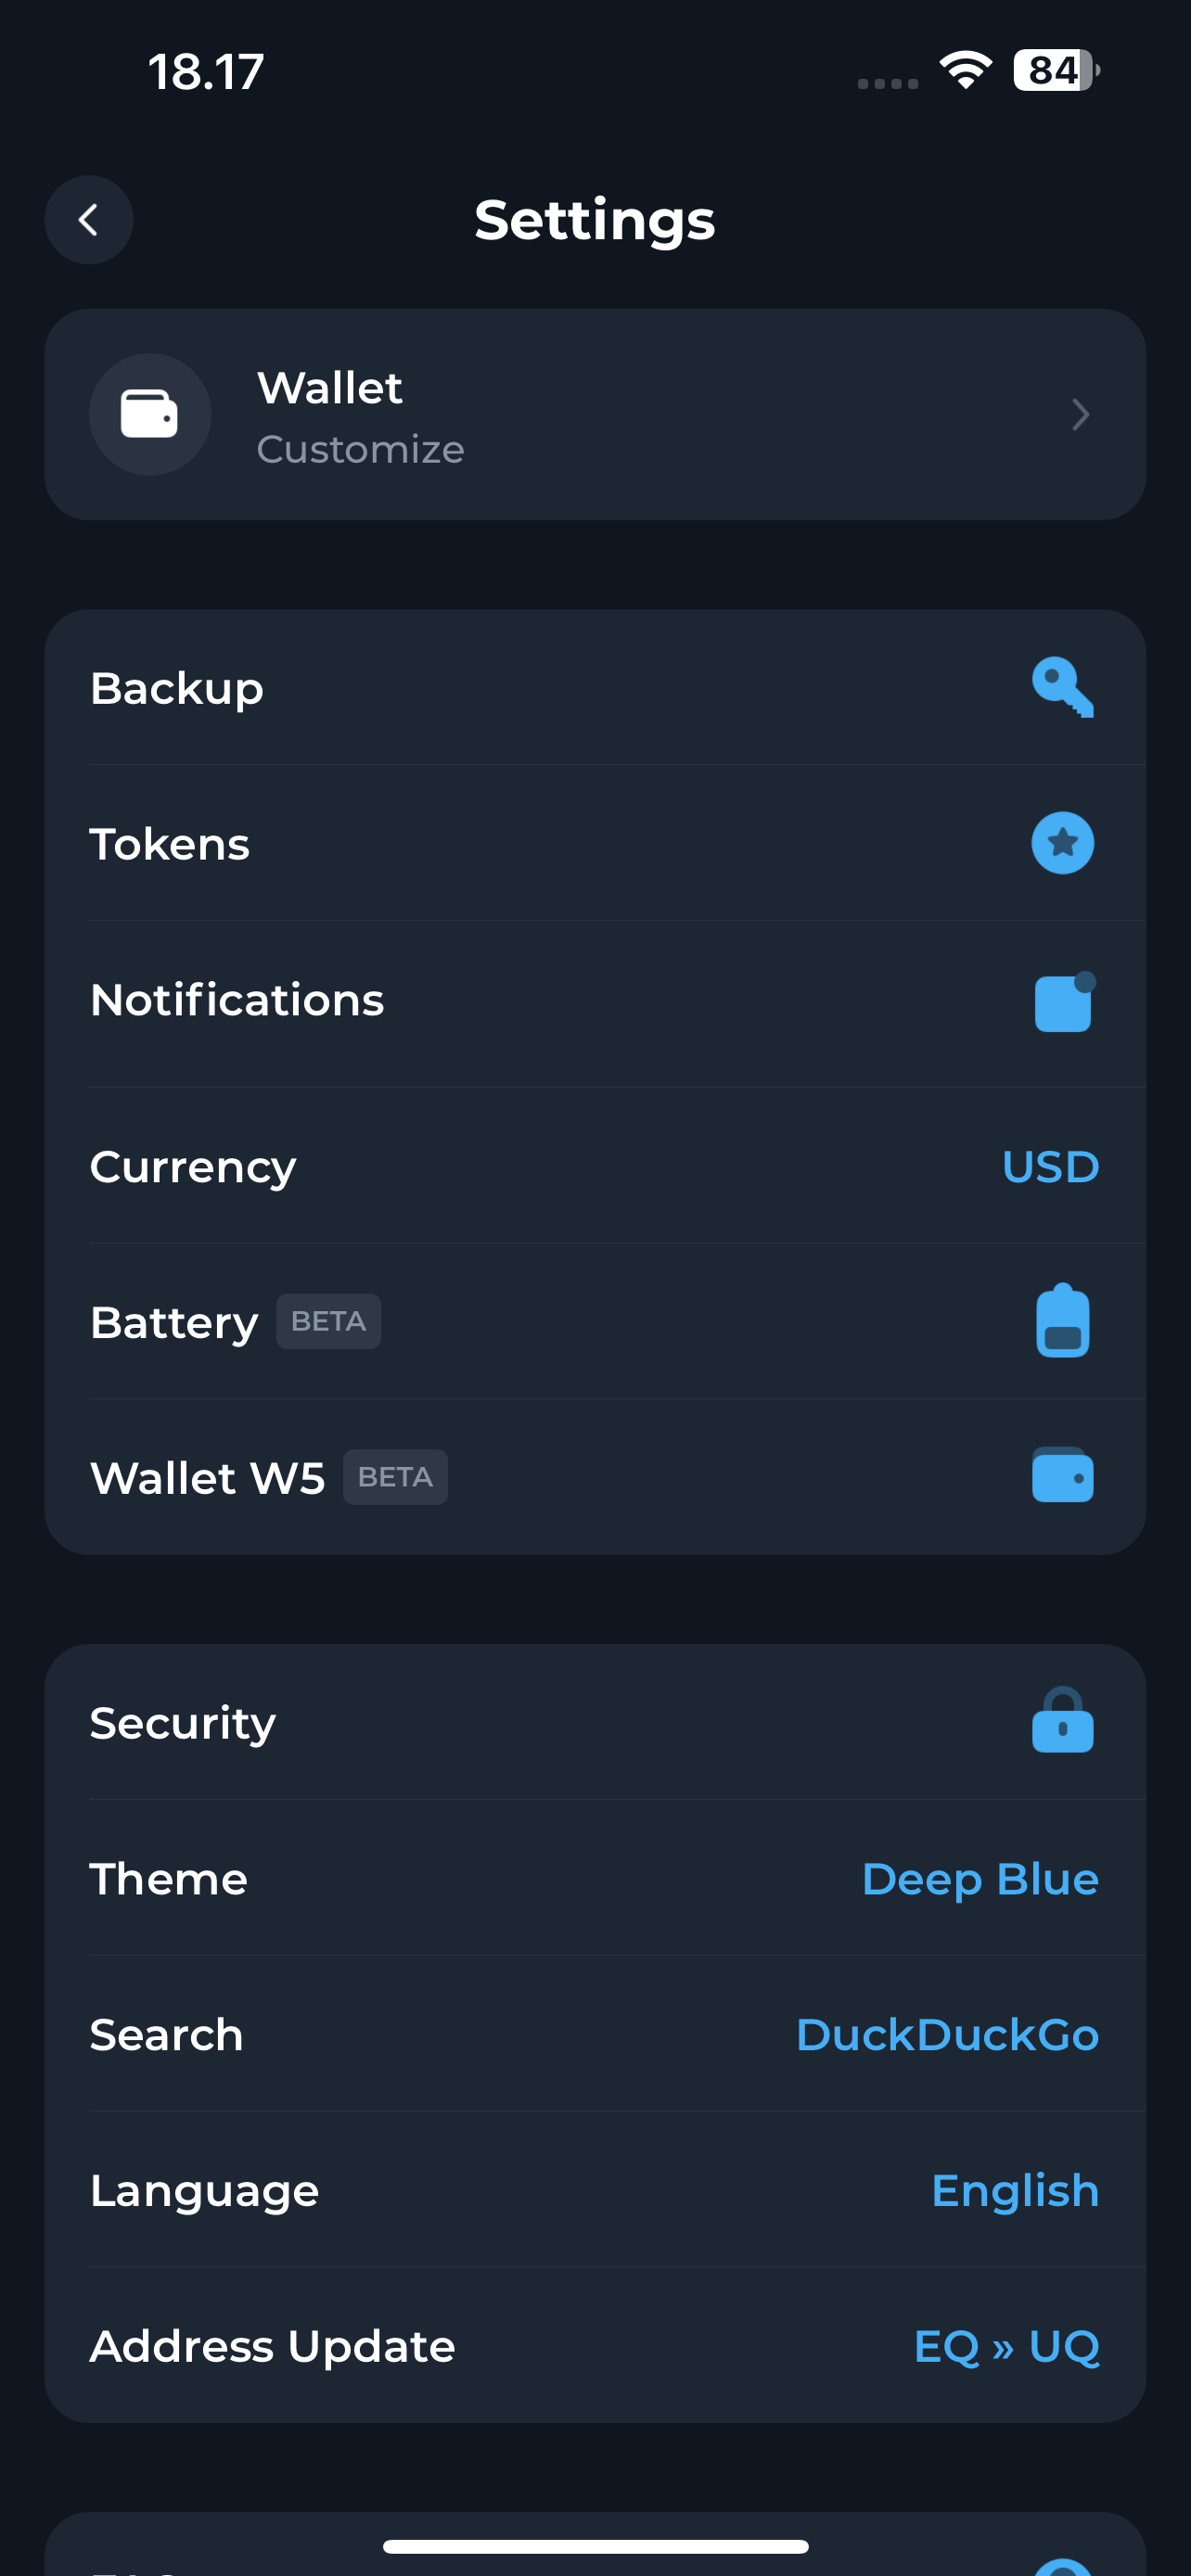 18.17
84
Settings
Wallet
Customize
Backup
Tokens
Notifications
Currency
USD
Battery BETA
Wallet W5 BETA
Security
Theme
Deep Blue
Search
DuckDuckGo
Language
English
Address Update
EQ » UQ